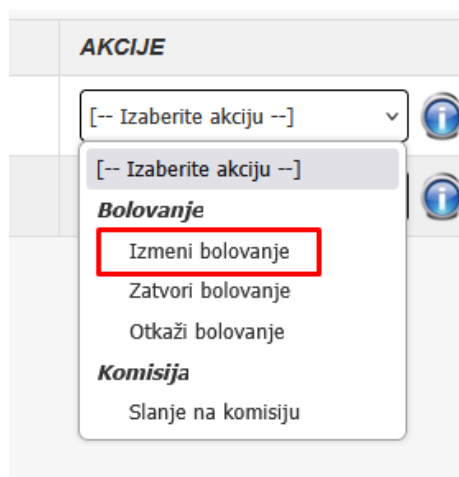 AKCIJE
[-- Izaberite akciju --]
[-- Izaberite akciju --]
Bolovanje
Izmeni bolovanje
Zatvori bolovanje
Otkaži bolovanje
Komisija
Slanje na komisiju